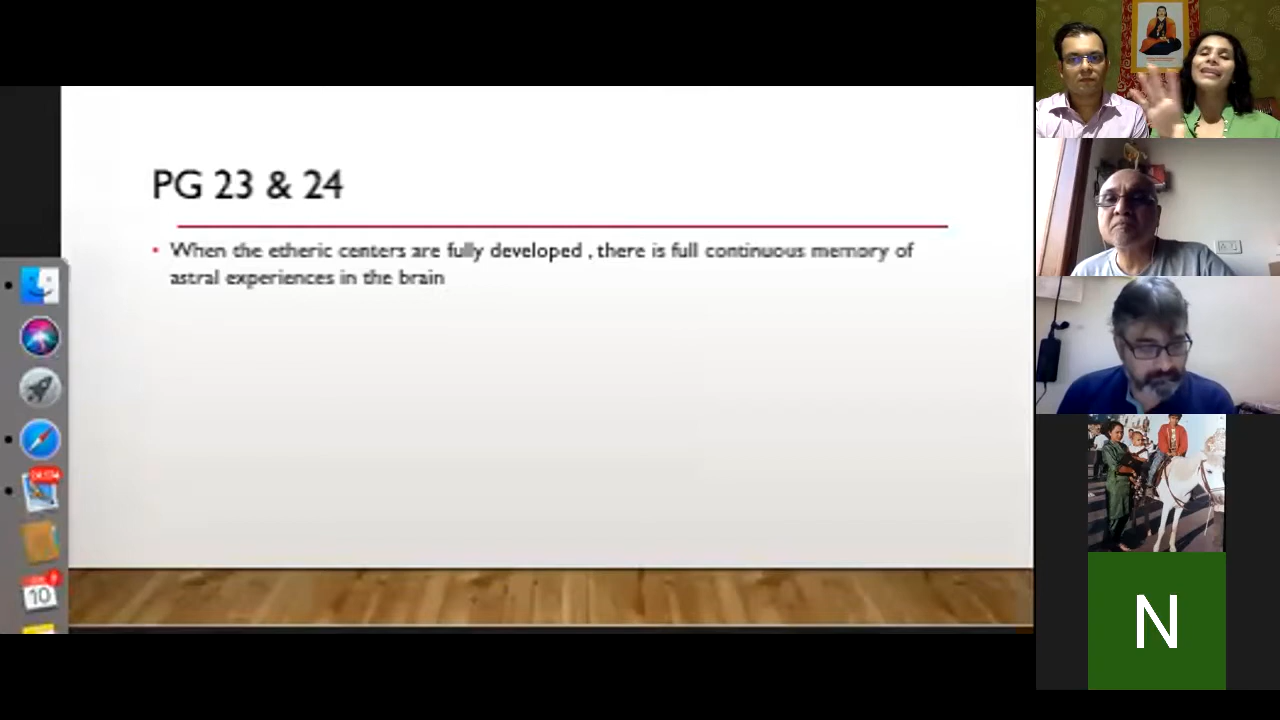 PG 23 & 24
• When the etheric centers are fully developed , there is full continuous memory of
astral experiences in the brain
10
N